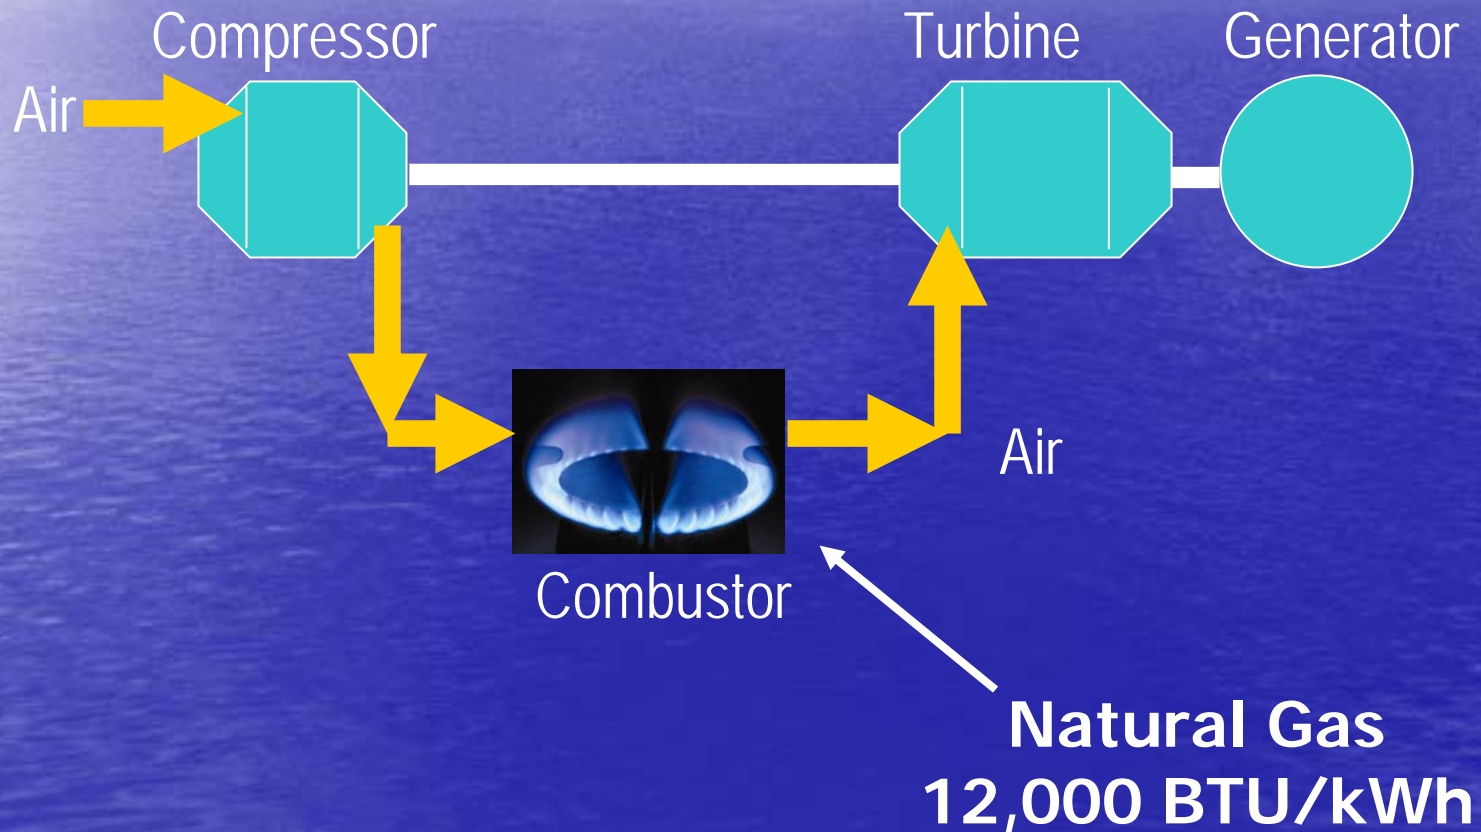 Compressor
Turbine
Generator
Air
Air
Combustor
Natural Gas
12,000 BTU/kWh